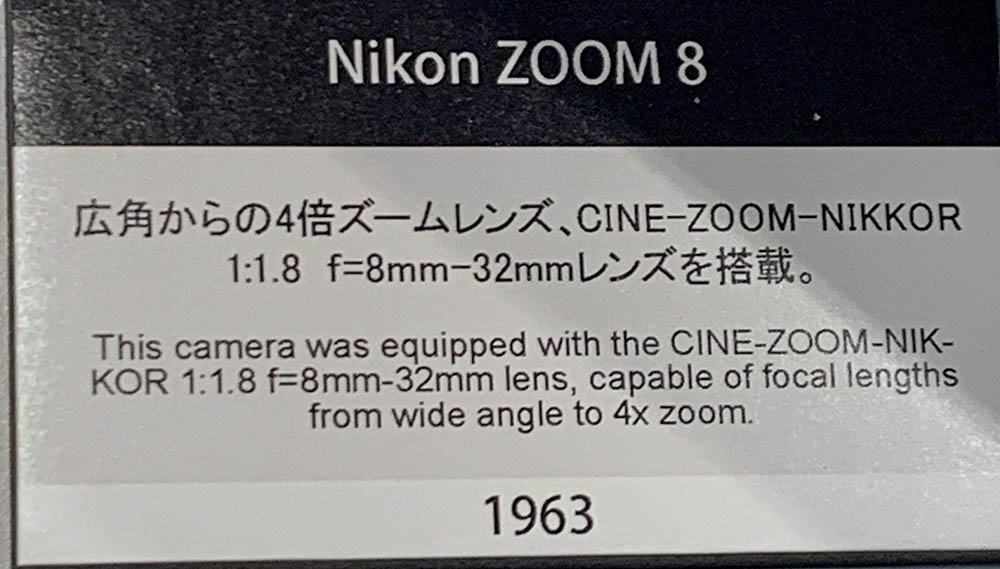 Nikon ZOOM 8
広角からの4倍ズームレンズ、CINE-ZOOM-NIKKOR
1:1.8 f=8mm-32mmレンズを搭載。
This camera was equipped with the CINE-ZOOM-NIK-
KOR 1:1.8 f=8mm-32mm lens, capable of focal lengths
from wide angle to 4x zoom.
1963